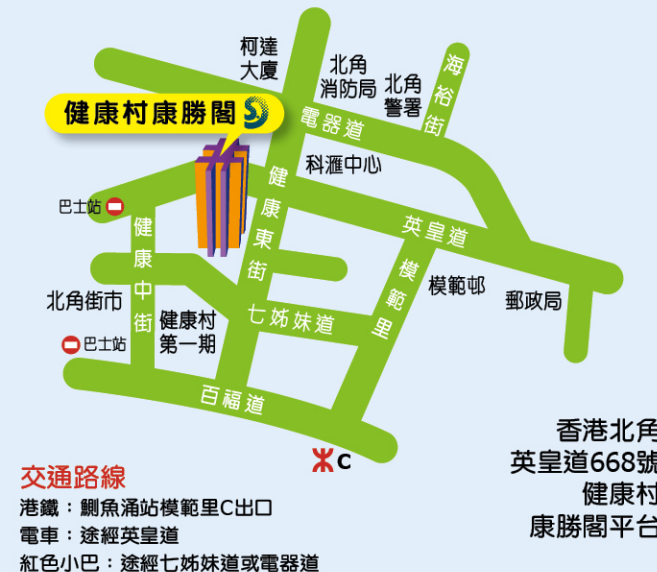 柯達
大廈
北角
消防局
北角
警署
海裕街
健康村康勝閣
電器道
科滙中心
健康東街
巴士站
英皇道
健康中街
模範里
模範邨
郵政局
北角街市
健康村
第一期
七姊妹道
巴士站
百福道
C
香港北角
英皇道668號
健康村
康勝閣平台
交通路線
港鐵：鰂魚涌站模範里C出口
電車：途經英皇道
紅色小巴：途經七姊妹道或電器道